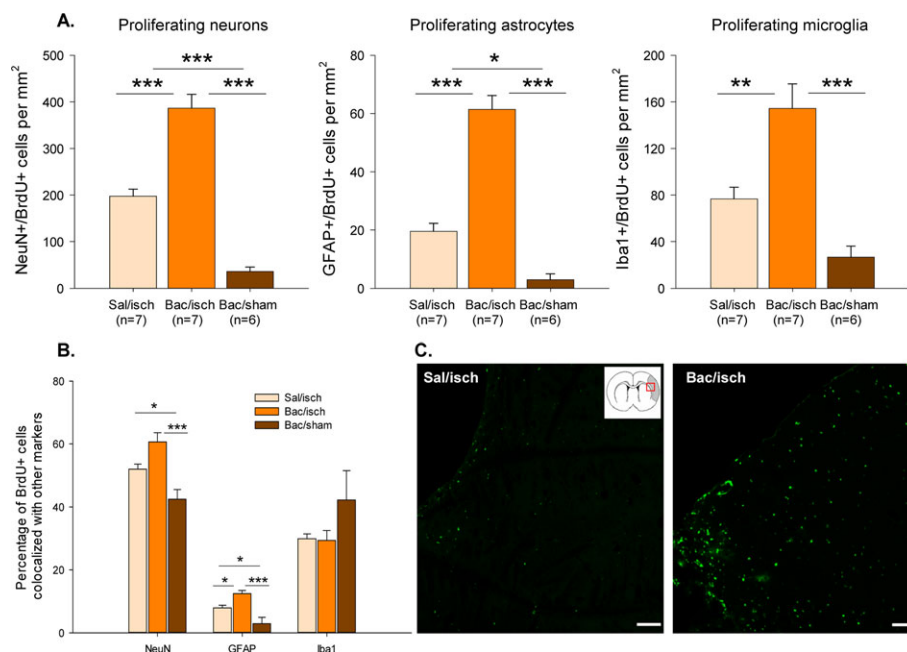 A.
Proliferating neurons
NeuN+/BrdU+ cells per mm²
500
400
300
200
100
0
***
*** ***
Sal/isch Bac/isch Bac/sham
(n=7) (n=7) (n=6)
Proliferating astrocytes
GFAP+/BrdU+ cells per mm²
80
60
40
20
0
*
*** ***
Sal/isch Bac/isch Bac/sham
(n=7) (n=7) (n=6)
Proliferating microglia
Iba1+/BrdU+ cells per mm²
200
160
120
80
40
0
** ***
Sal/isch Bac/isch Bac/sham
(n=7) (n=7) (n=6)
B.
Percentage of BrdU+ cells
colocalized with other markers
80
60
40
20
0
Sal/isch
Bac/isch
Bac/sham
*
***
*
* ***
NeuN GFAP Iba1
C.
Sal/isch
Bac/isch